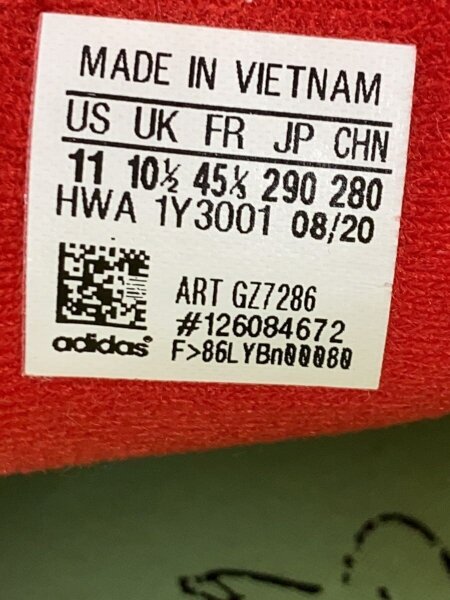 MADE IN VIETNAM
US UK FR JP CHN
11 10½ 45⅓ 290 280
HWA 1Y3001 08/20
ART GZ7286
#126084672
adidas® F>86LYBn00080